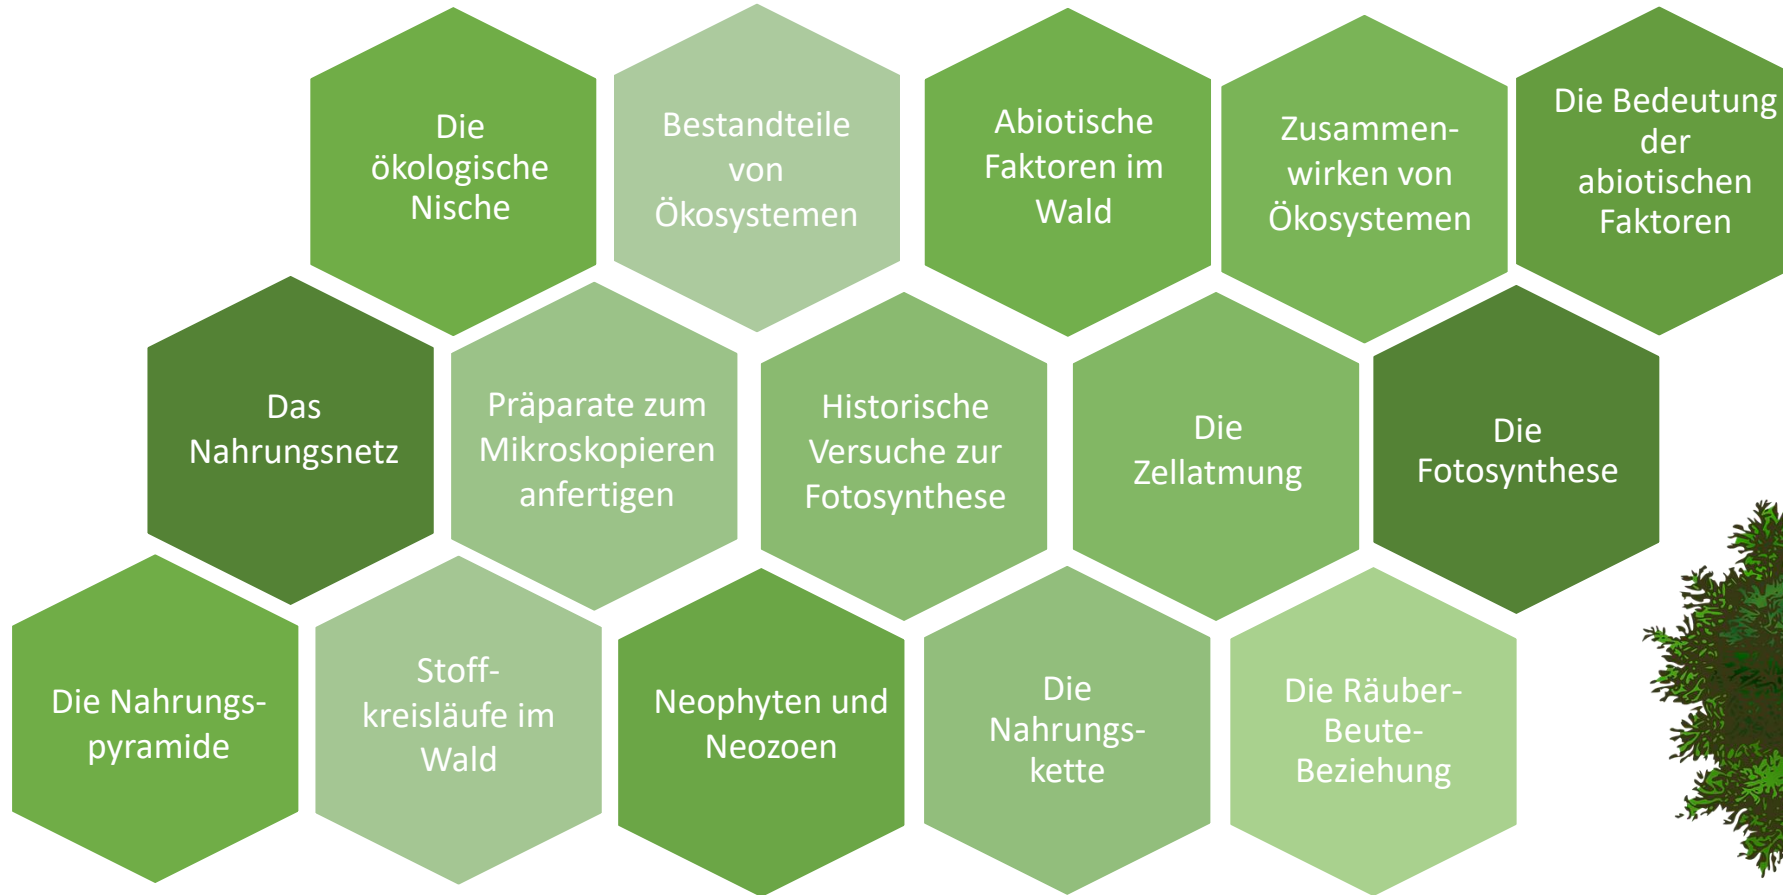 Die
ökologische
Nische
Bestandteile
von
Ökosystemen
Abiotische
Faktoren im
Wald
Zusammen-
wirken von
Ökosystemen
Die Bedeutung
der
abiotischen
Faktoren
Das
Nahrungsnetz
Präparate zum
Mikroskopieren
anfertigen
Historische
Versuche zur
Fotosynthese
Die
Zellatmung
Die
Fotosynthese
Die Nahrungs-
pyramide
Stoff-
kreisläufe im
Wald
Neophyten und
Neozoen
Die
Nahrungs-
kette
Die Räuber-
Beute-
Beziehung